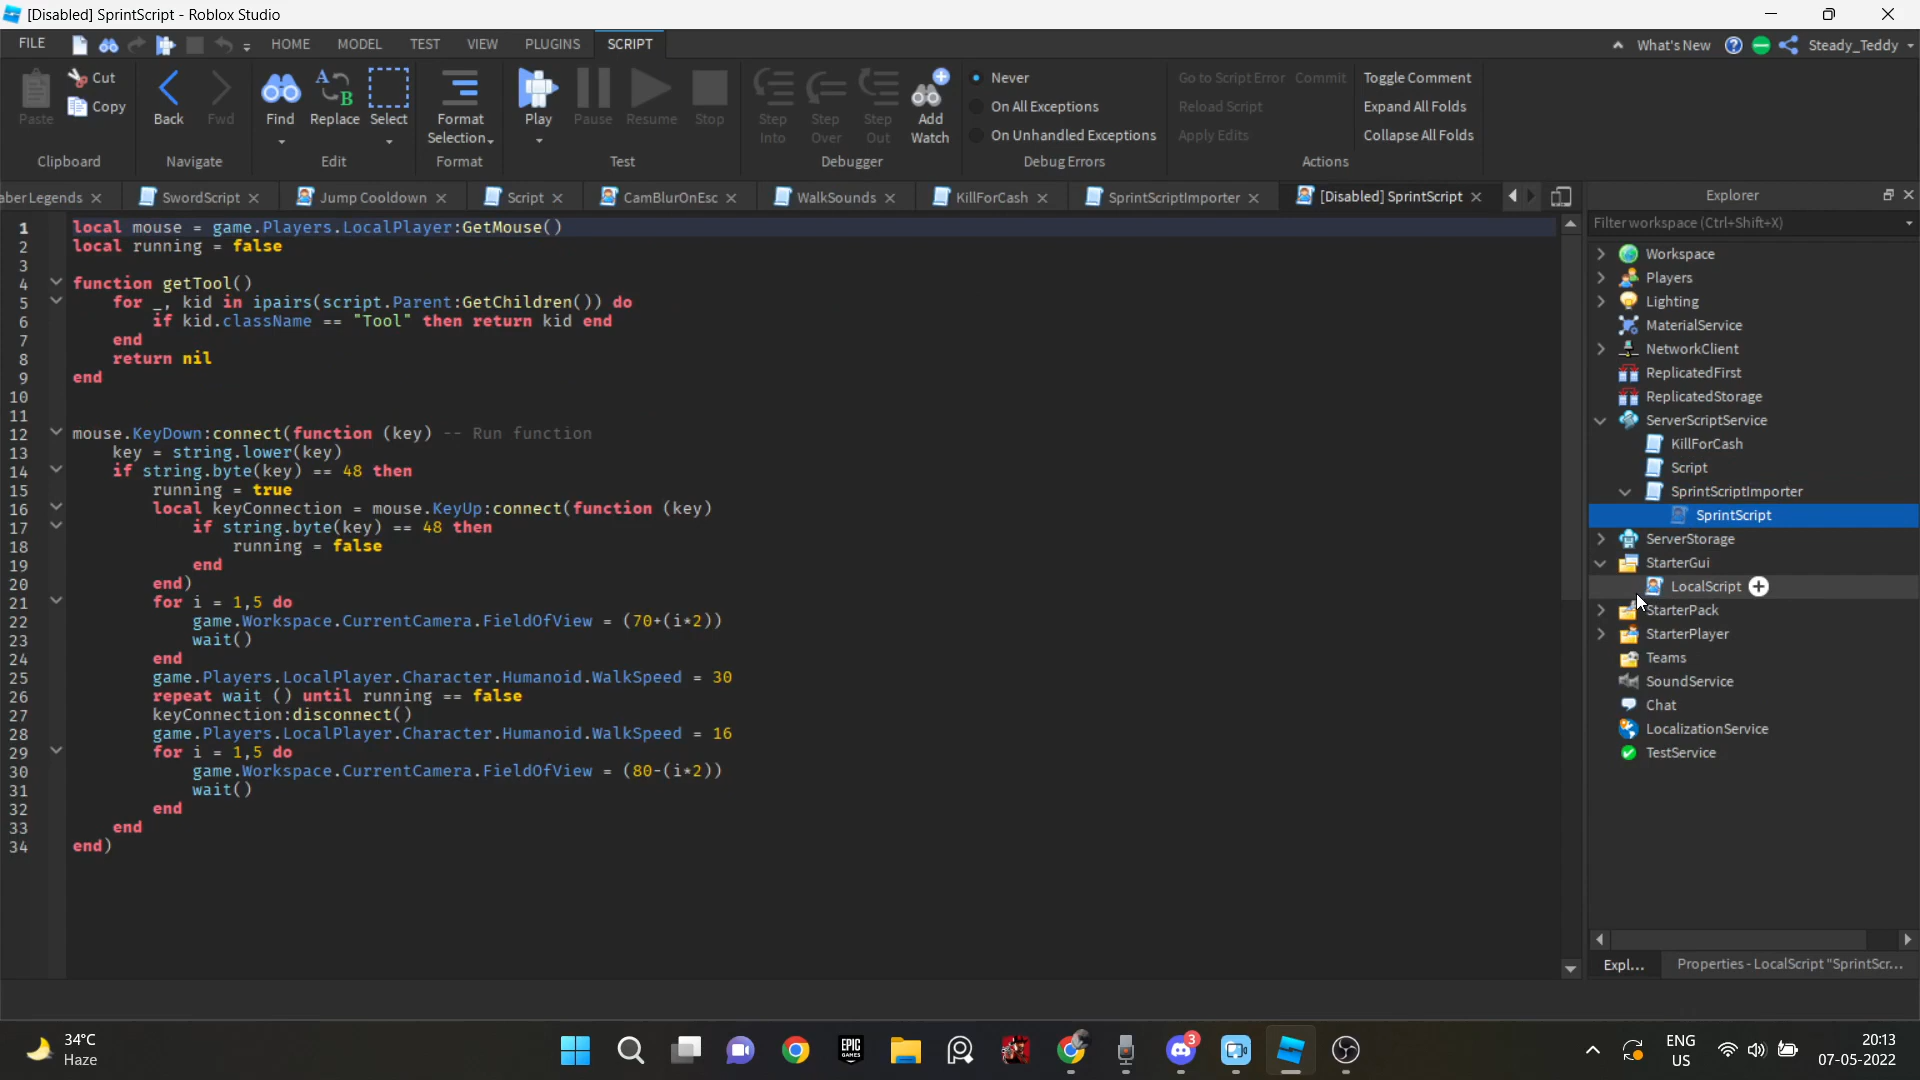 [Disabled] SprintScript - Roblox Studio
FILE HOME MODEL TEST VIEW PLUGINS SCRIPT What's New Steady_Teddy
Paste Cut Copy Back Fwd Find Replace Select Format Selection Play Pause Resume Stop Step Into Step Over Step Out Add Watch Never On All Exceptions On Unhandled Exceptions Go to Script Error Commit Reload Script Apply Edits Toggle Comment Expand All Folds Collapse All Folds
Clipboard Navigate Edit Format Test Debugger Debug Errors Actions
aber Legends SwordScript Jump Cooldown Script CamBlurOnEsc WalkSounds KillForCash SprintScriptImporter [Disabled] SprintScript
1 local mouse = game.Players.LocalPlayer:GetMouse()
2 local running = false
3
4 function getTool()
5 for _, kid in ipairs(script.Parent:GetChildren()) do
6 if kid.className == "Tool" then return kid end
7 end
8 return nil
9 end
10
11
12 mouse.KeyDown:connect(function (key) -- Run function
13 key = string.lower(key)
14 if string.byte(key) == 48 then
15 running = true
16 local keyConnection = mouse.KeyUp:connect(function (key)
17 if string.byte(key) == 48 then
18 running = false
19 end
20 end)
21 for i = 1,5 do
22 game.Workspace.CurrentCamera.FieldOfView = (70+(i*2))
23 wait()
24 end
25 game.Players.LocalPlayer.Character.Humanoid.WalkSpeed = 30
26 repeat wait () until running == false
27 keyConnection:disconnect()
28 game.Players.LocalPlayer.Character.Humanoid.WalkSpeed = 16
29 for i = 1,5 do
30 game.Workspace.CurrentCamera.FieldOfView = (80-(i*2))
31 wait()
32 end
33 end
34 end)
Explorer
Filter workspace (Ctrl+Shift+X)
Workspace
Players
Lighting
MaterialService
NetworkClient
ReplicatedFirst
ReplicatedStorage
ServerScriptService
KillForCash
Script
SprintScriptImporter
SprintScript
ServerStorage
StarterGui
LocalScript
StarterPack
StarterPlayer
Teams
SoundService
Chat
LocalizationService
TestService
Expl... Properties - LocalScript "SprintScr...
34°C
Haze
EPIC GAMES
3
ENG
US
20:13
07-05-2022